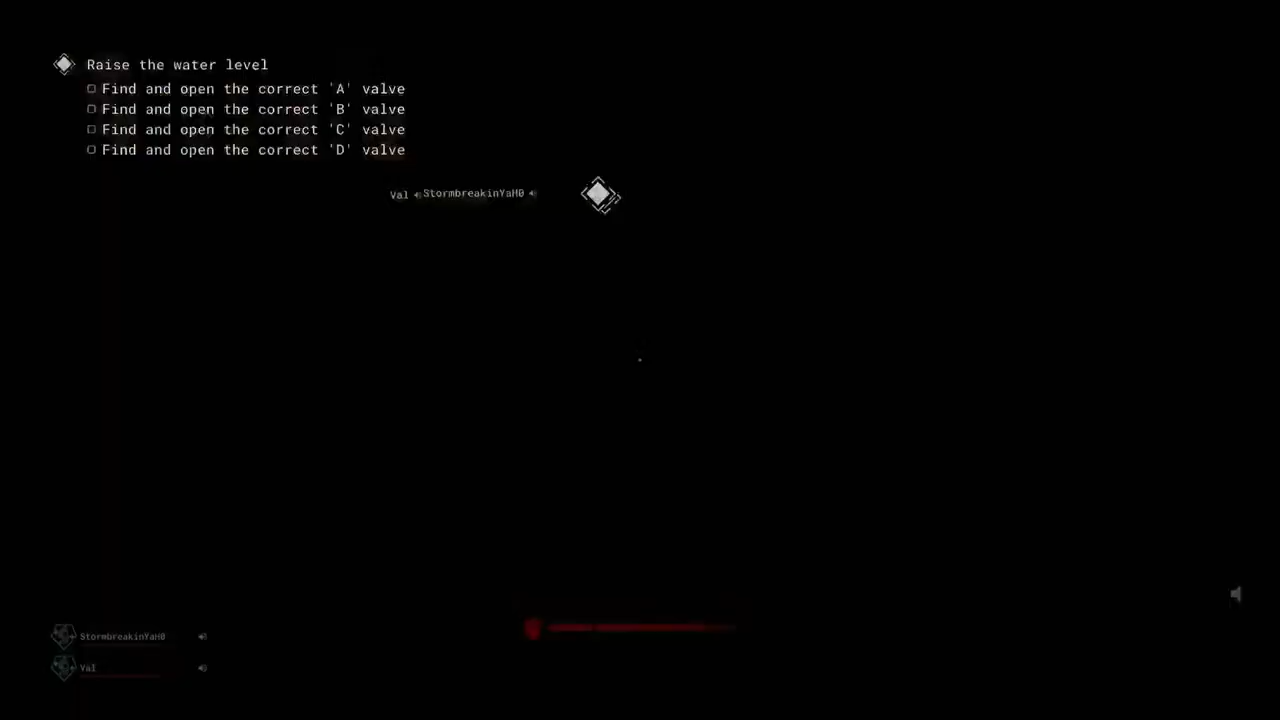 Raise the water level
Find and open the correct 'A' valve
Find and open the correct 'B' valve
Find and open the correct 'C' valve
Find and open the correct 'D' valve
Val StormbreakinYaH0
StormbreakinYaH0
Val